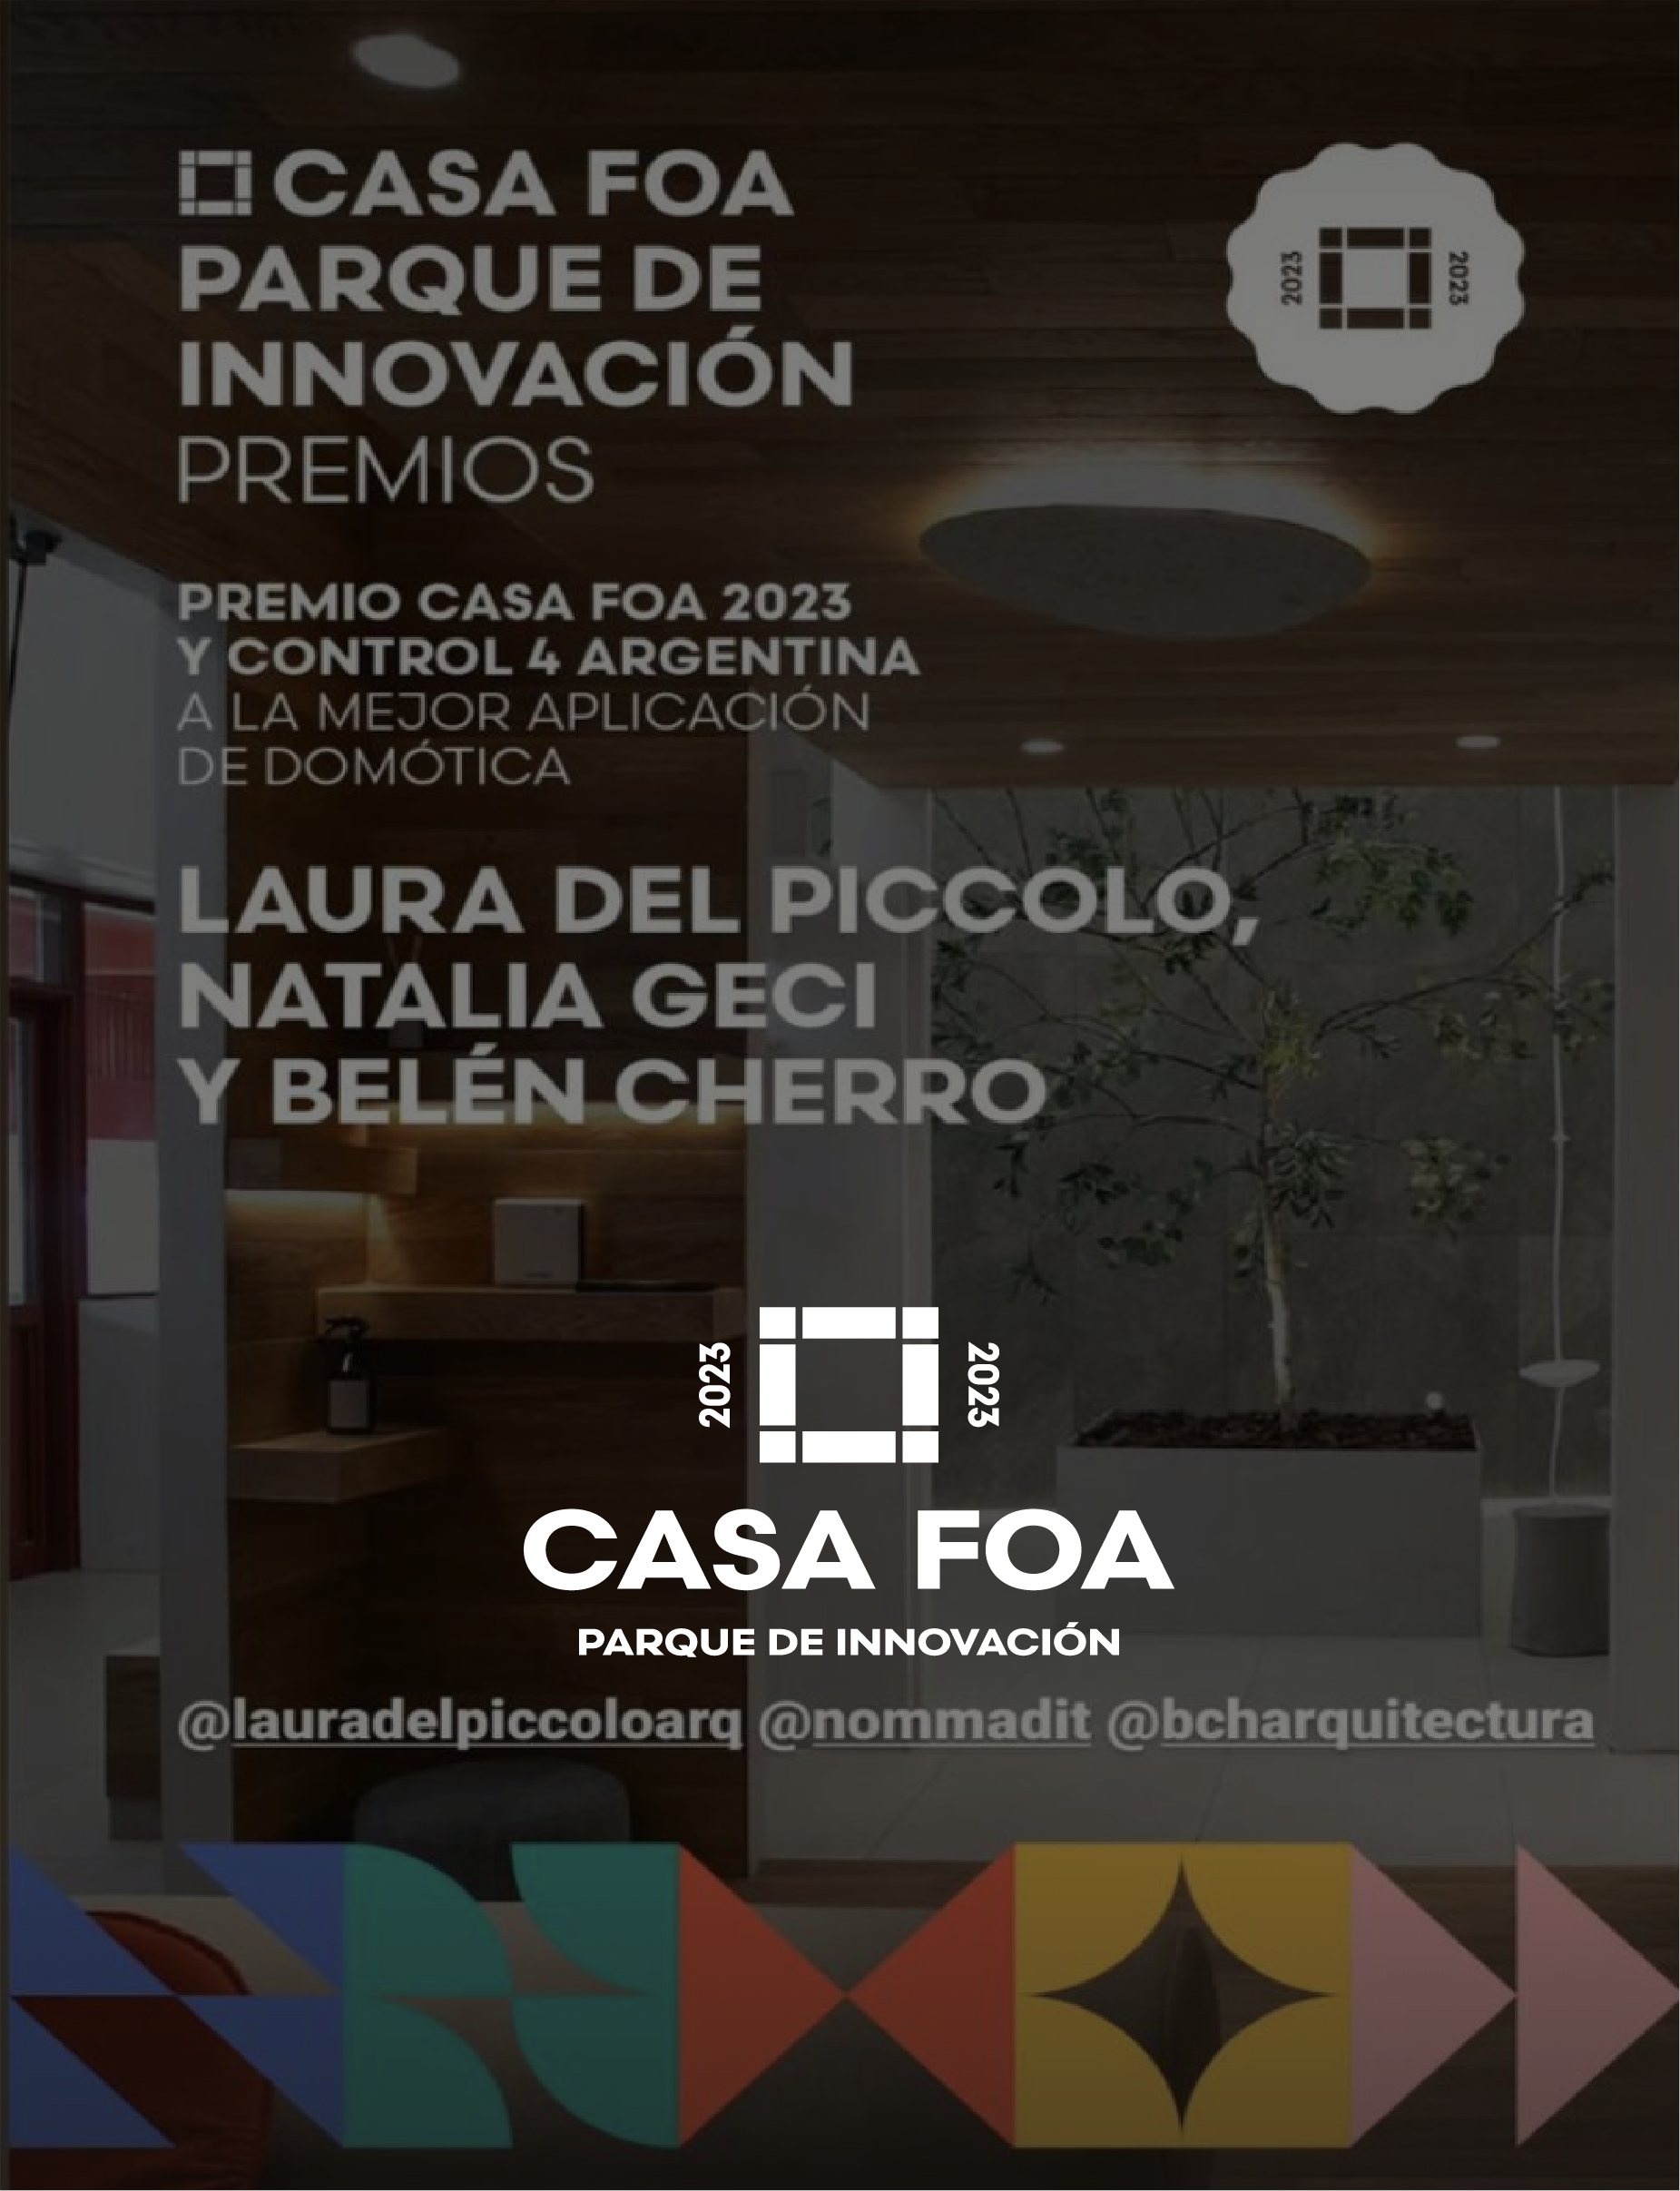 CASA FOA
PARQUE DE
INNOVACIÓN
PREMIOS
2023
2023
PREMIO CASA FOA 2023
Y CONTROL 4 ARGENTINA
A LA MEJOR APLICACIÓN
DE DOMÓTICA
LAURA DEL PICCOLO,
NATALIA GECI
Y BELÉN CHERRO
2023
2023
CASA FOA
PARQUE DE INNOVACIÓN
@lauradelpiccoloarq @nommadit @bcharquitectura